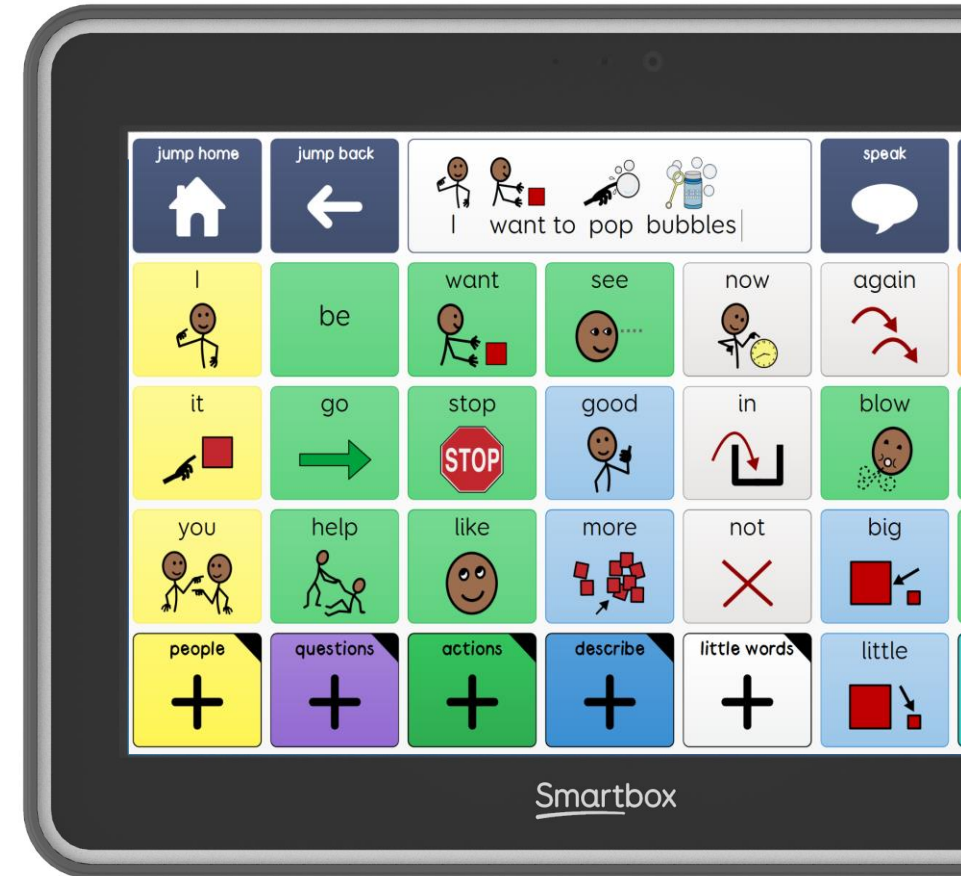 jump home
jump back
I want to pop bubbles
speak
I
be
want
see
now
again
it
go
stop
STOP
good
in
blow
you
help
like
more
not
big
people
questions
actions
describe
little words
little
Smartbox